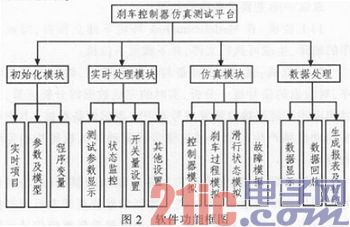 刹车控制器仿真测试平台
初始化模块
实时处理模块
仿真模块
数据处理
实时项目
参数及模型
程序变量
测试参数显示
状态监控
开关量设置
其他设置
控制器模拟
刹车过程模拟
滑行状态模拟
故障模拟
数据显示
数据回放
生成报表及
图 2 软件功能框图
21ic 电子网